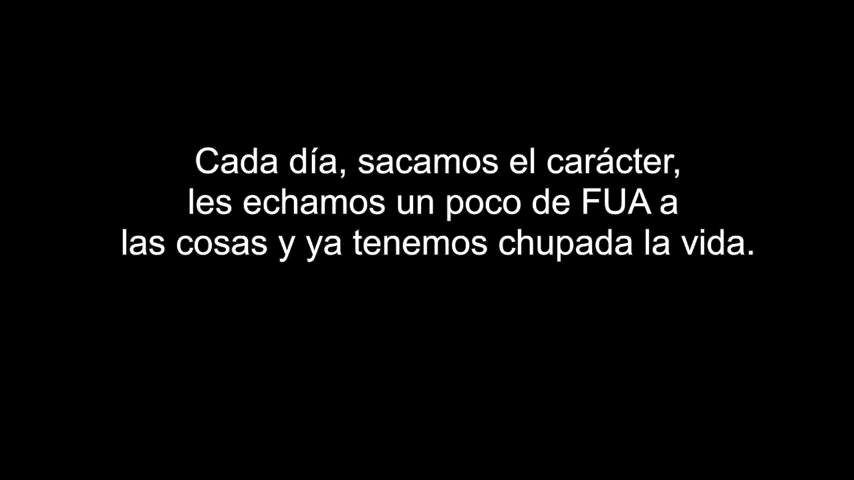 Cada día, sacamos el carácter,
les echamos un poco de FUA a
las cosas y ya tenemos chupada la vida.